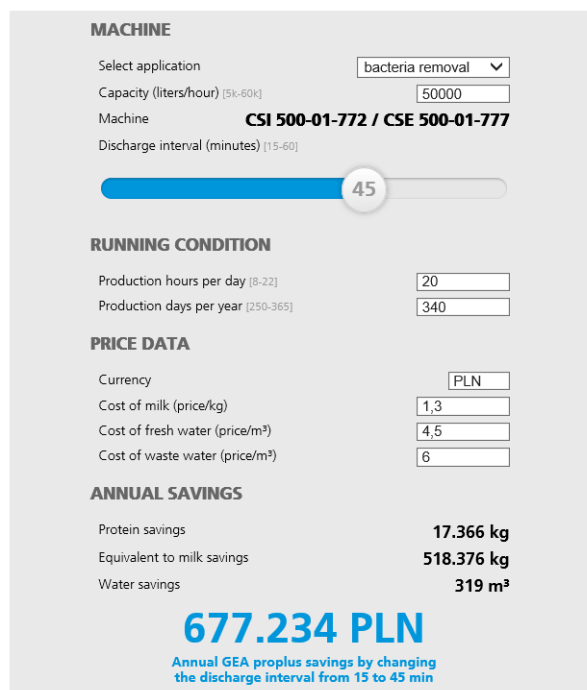 MACHINE
Select application bacteria removal
Capacity (liters/hour) [5k-60k] 50000
Machine CSI 500-01-772 / CSE 500-01-777
Discharge interval (minutes) [15-60]
45
RUNNING CONDITION
Production hours per day [8-22] 20
Production days per year [250-365] 340
PRICE DATA
Currency PLN
Cost of milk (price/kg) 1,3
Cost of fresh water (price/m³) 4,5
Cost of waste water (price/m³) 6
ANNUAL SAVINGS
Protein savings 17.366 kg
Equivalent to milk savings 518.376 kg
Water savings 319 m³
677.234 PLN
Annual GEA proplus savings by changing
the discharge interval from 15 to 45 min